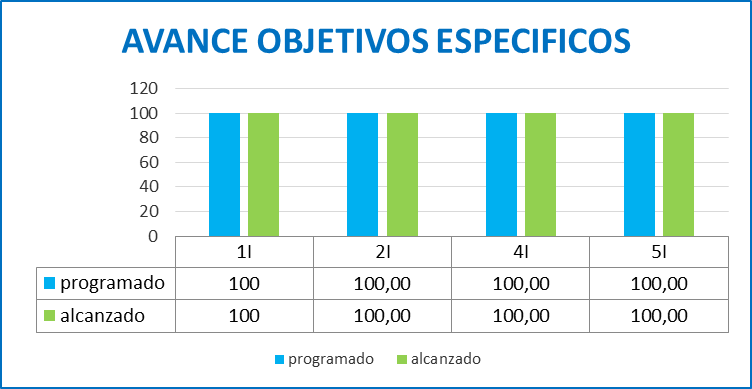 AVANCE OBJETIVOS ESPECIFICOS
120
100
80
60
40
20
0
1I 2I 4I 5I
programado 100 100,00 100,00 100,00
alcanzado 100 100,00 100,00 100,00
programado alcanzado